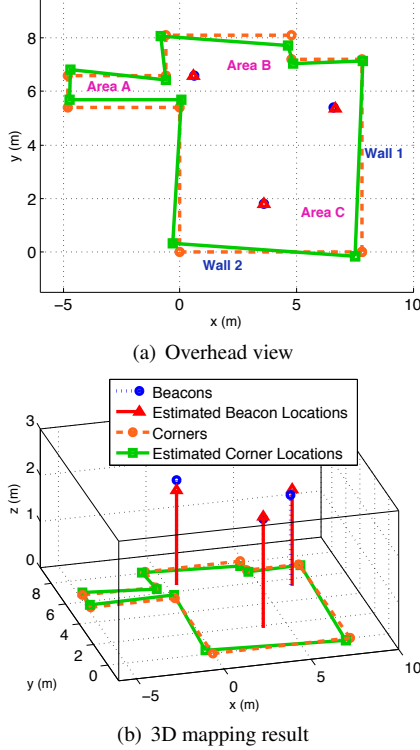 8
6
4
2
0
y (m)
Area A
Area B
Wall 1
Area C
Wall 2
−5
0
5
10
x (m)
(a) Overhead view
Beacons
Estimated Beacon Locations
Corners
Estimated Corner Locations
3
2
1
0
z (m)
8
6
4
2
0
y (m)
−5
0
5
10
x (m)
(b) 3D mapping result